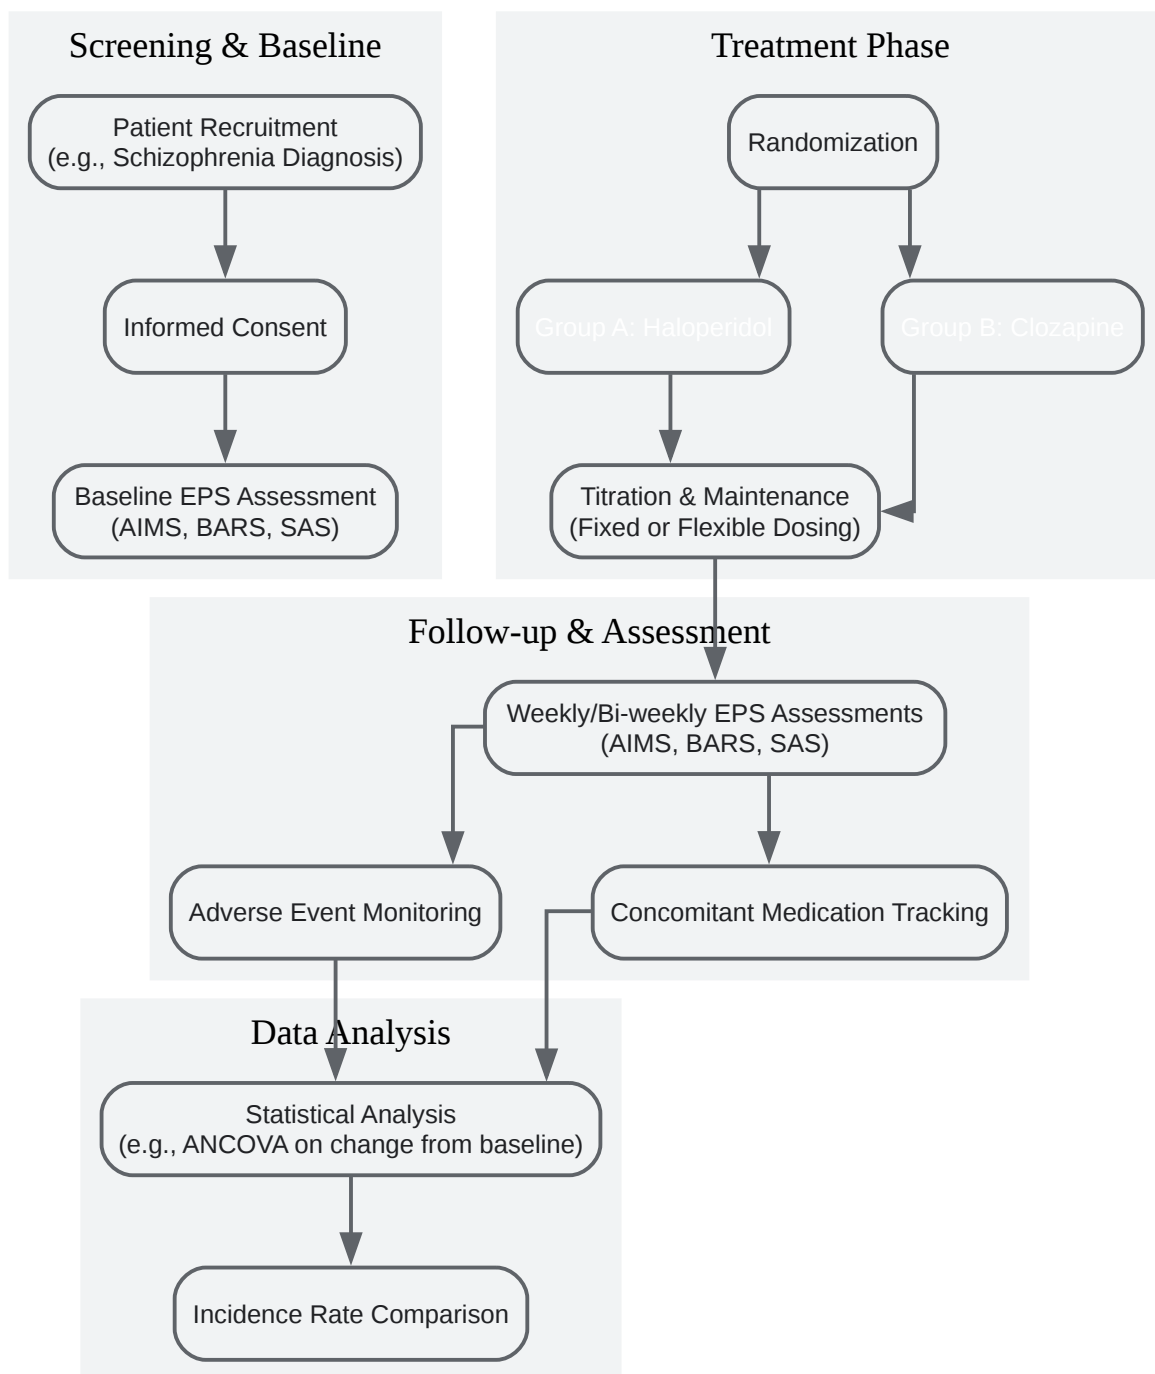 Screening & Baseline
Patient Recruitment
(e.g., Schizophrenia Diagnosis)
Informed Consent
Baseline EPS Assessment
(AIMS, BARS, SAS)
Treatment Phase
Randomization
Group A: Haloperidol
Group B: Clozapine
Titration & Maintenance
(Fixed or Flexible Dosing)
Follow-up & Assessment
Weekly/Bi-weekly EPS Assessments
(AIMS, BARS, SAS)
Adverse Event Monitoring
Concomitant Medication Tracking
Data Analysis
Statistical Analysis
(e.g., ANCOVA on change from baseline)
Incidence Rate Comparison